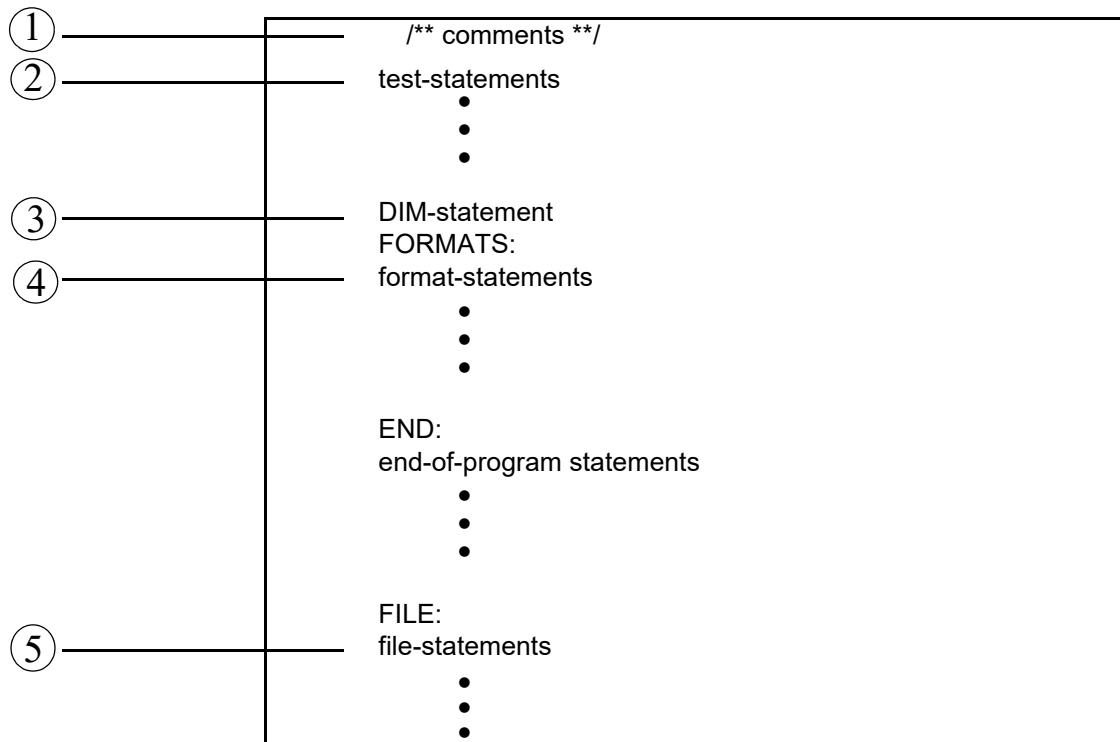 ① /** comments **/
② test-statements
•
•
•
③ DIM-statement
FORMATS:
④ format-statements
•
•
•
END:
end-of-program statements
•
•
•
FILE:
⑤ file-statements
•
•
•